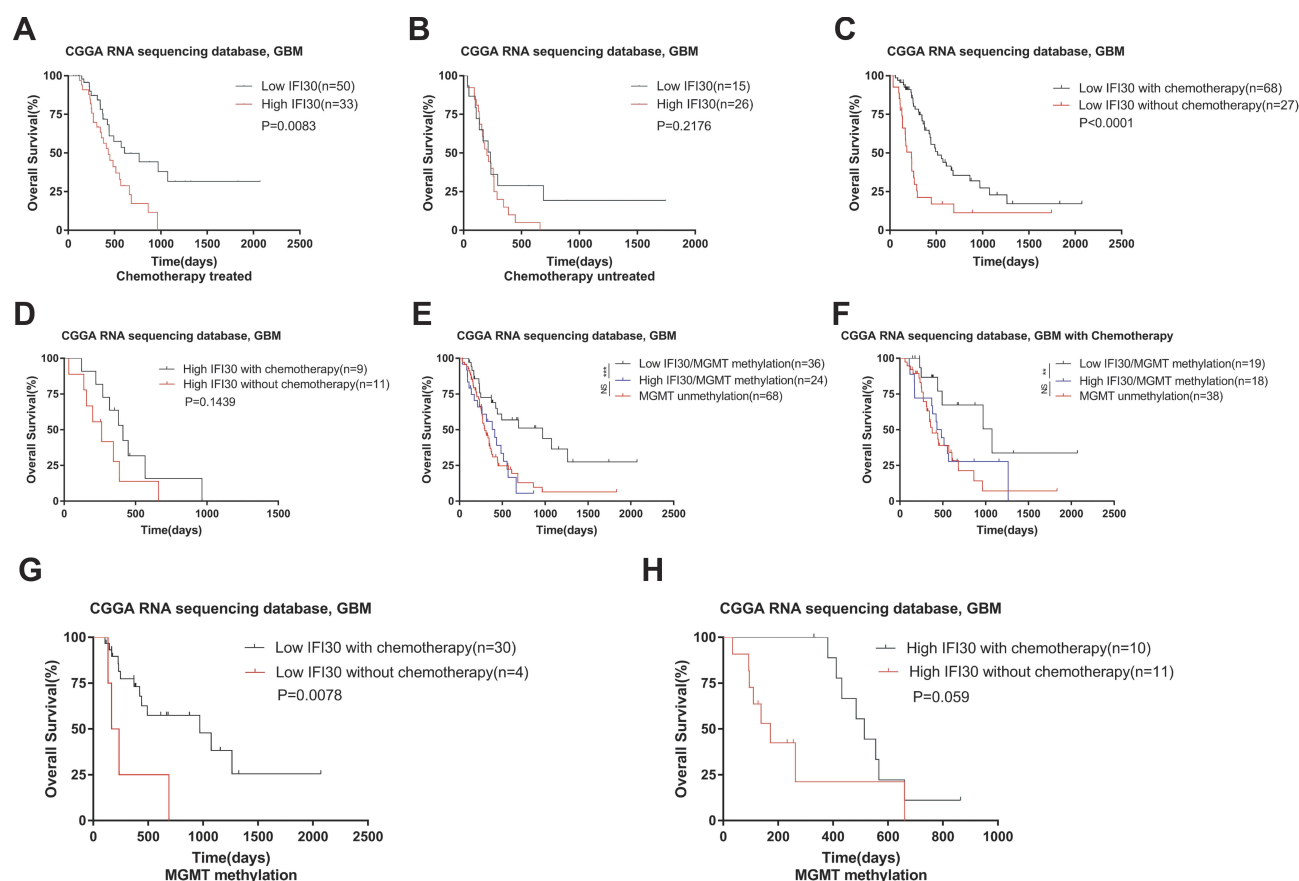 A
CGGA RNA sequencing database, GBM
Overall Survival(%)
100
75
50
25
0
0 500 1000 1500 2000 2500
Time(days)
Chemotherapy treated
Low IFI30(n=50)
High IFI30(n=33)
P=0.0083
B
CGGA RNA sequencing database, GBM
Overall Survival(%)
100
75
50
25
0
0 500 1000 1500 2000
Time(days)
Chemotherapy untreated
Low IFI30(n=15)
High IFI30(n=26)
P=0.2176
C
CGGA RNA sequencing database, GBM
Overall Survival(%)
100
75
50
25
0
0 500 1000 1500 2000 2500
Time(days)
Low IFI30 with chemotherapy(n=68)
Low IFI30 without chemotherapy(n=27)
P<0.0001
D
CGGA RNA sequencing database, GBM
Overall Survival(%)
100
75
50
25
0
0 500 1000 1500
Time(days)
High IFI30 with chemotherapy(n=9)
High IFI30 without chemotherapy(n=11)
P=0.1439
E
CGGA RNA sequencing database, GBM
Overall Survival(%)
100
75
50
25
0
0 500 1000 1500 2000 2500
Time(days)
***
NS
Low IFI30/MGMT methylation(n=36)
High IFI30/MGMT methylation(n=24)
MGMT unmethylation(n=68)
F
CGGA RNA sequencing database, GBM with Chemotherapy
Overall Survival(%)
100
75
50
25
0
0 500 1000 1500 2000 2500
Time(days)
**
NS
Low IFI30/MGMT methylation(n=19)
High IFI30/MGMT methylation(n=18)
MGMT unmethylation(n=38)
G
CGGA RNA sequencing database, GBM
Overall Survival(%)
100
75
50
25
0
0 500 1000 1500 2000 2500
Time(days)
MGMT methylation
Low IFI30 with chemotherapy(n=30)
Low IFI30 without chemotherapy(n=4)
P=0.0078
H
CGGA RNA sequencing database, GBM
Overall Survival(%)
100
75
50
25
0
0 200 400 600 800 1000
Time(days)
MGMT methylation
High IFI30 with chemotherapy(n=10)
High IFI30 without chemotherapy(n=11)
P=0.059